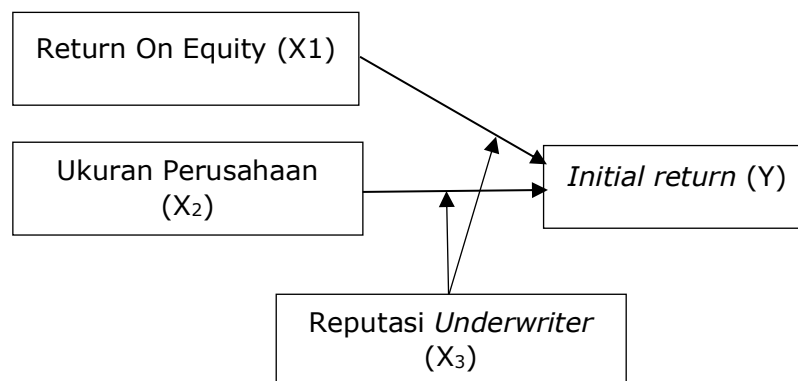 Return On Equity (X1)
Ukuran Perusahaan
(X₂)
Initial return (Y)
Reputasi Underwriter
(X₃)